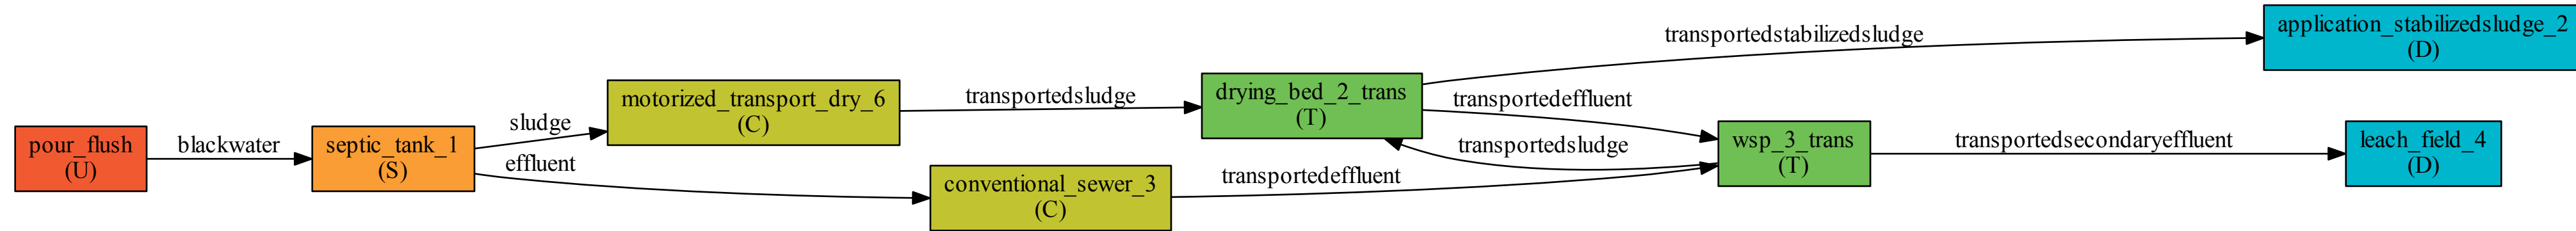 pour_flush
(U)
blackwater
septic_tank_1
(S)
sludge
effluent
motorized_transport_dry_6
(C)
conventional_sewer_3
(C)
transportedsludge
transportedeffluent
drying_bed_2_trans
(T)
transportedstabilizedsludge
transportedeffluent
transportedsludge
wsp_3_trans
(T)
transportedsecondaryeffluent
application_stabilizedsludge_2
(D)
leach_field_4
(D)